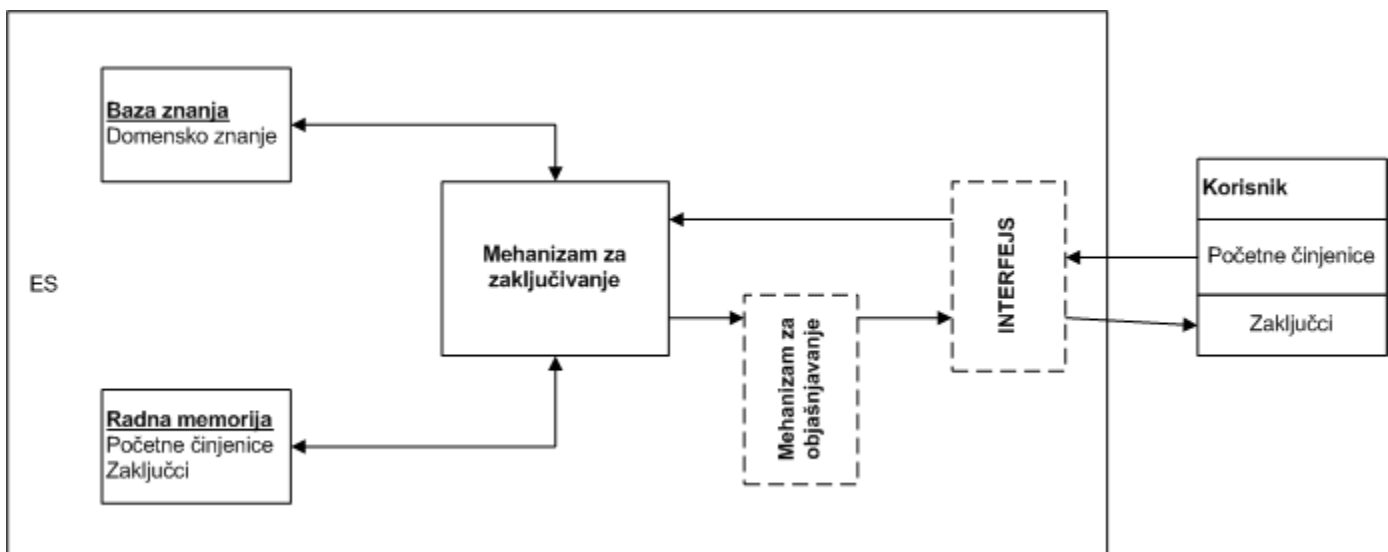 Baza znanja
Domensko znanje
ES
Radna memorija
Početne činjenice
Zaključci
Mehanizam za
zaključivanje
Mehanizam za
objašnjavanje
INTERFEJS
Korisnik
Početne činjenice
Zaključci